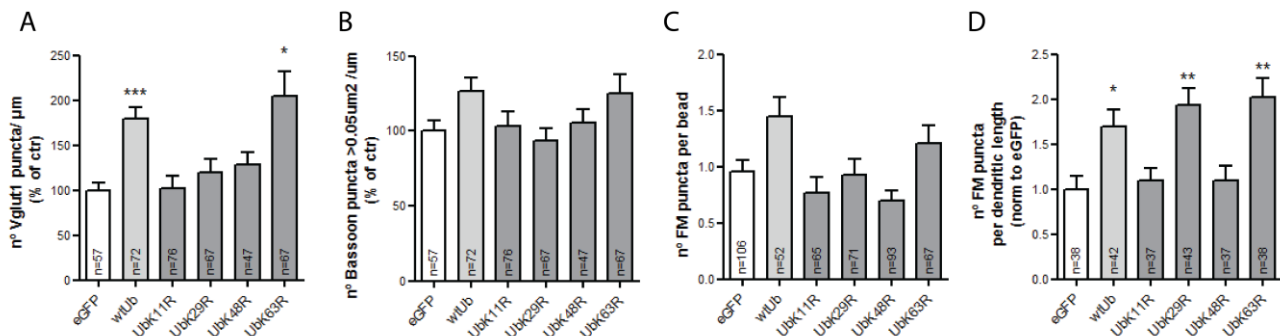 A
nº Vglut1 puncta/ µm
(% of ctr)
250
200
150
100
50
0
***
*
n=57
n=72
n=76
n=67
n=47
n=67
eGFP
wtUb
UbK11R
UbK29R
UbK48R
UbK63R
B
nº Bassoon puncta >0,05um2 /um
(% of ctr)
150
100
50
0
n=57
n=72
n=76
n=67
n=47
n=67
eGFP
wtUb
UbK11R
UbK29R
UbK48R
UbK63R
C
nº FM puncta per bead
2.0
1.5
1.0
0.5
0.0
n=106
n=52
n=65
n=71
n=93
n=67
eGFP
wtUb
UbK11R
UbK29R
UbK48R
UbK63R
D
nº FM puncta
per dendritic length
(norm to eGFP)
2.5
2.0
1.5
1.0
0.5
0.0
*
**
**
n=38
n=42
n=37
n=43
n=37
n=38
eGFP
wtUb
UbK11R
UbK29R
UbK48R
UbK63R